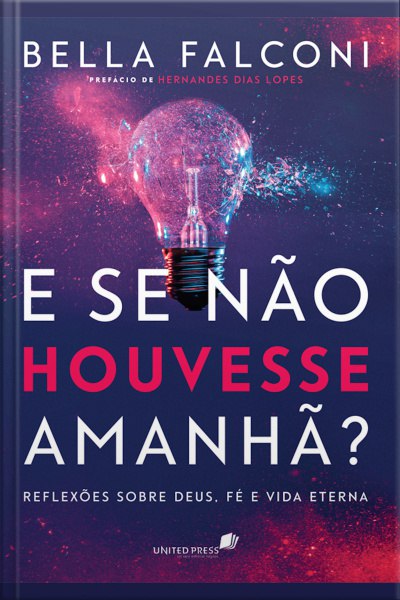 BELLA FALCONI
PREFÁCIO DE HERNANDES DIAS LOPES
E SE NÃO
HOUVESSE
AMANHÃ?
REFLEXÕES SOBRE DEUS, FÉ E VIDA ETERNA
UNITED PRESS